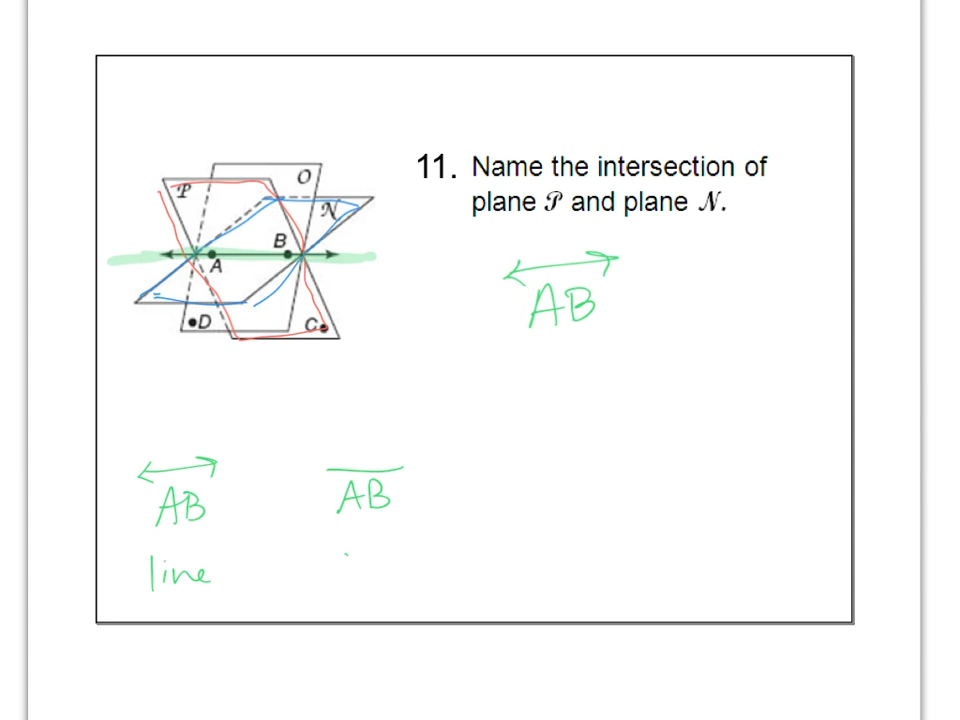 11. Name the intersection of
plane 𝒫 and plane 𝒩.
P
O
N
B
A
D
C
AB
AB
AB
line